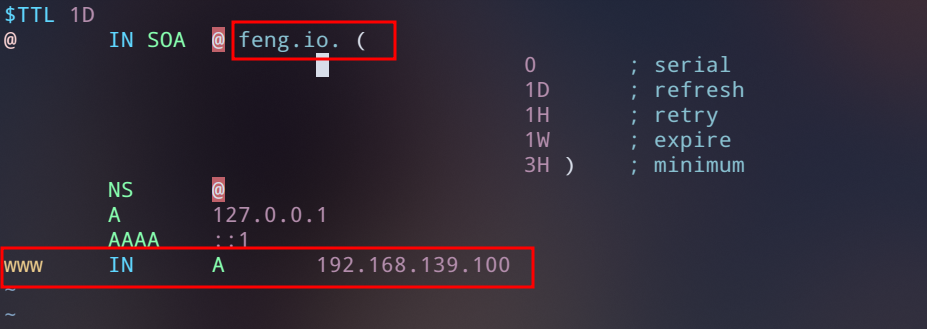 $TTL 1D
@ IN SOA @ feng.io. (
0 ; serial
1D ; refresh
1H ; retry
1W ; expire
3H ) ; minimum
NS @
A 127.0.0.1
AAAA ::1
www IN A 192.168.139.100
~
~